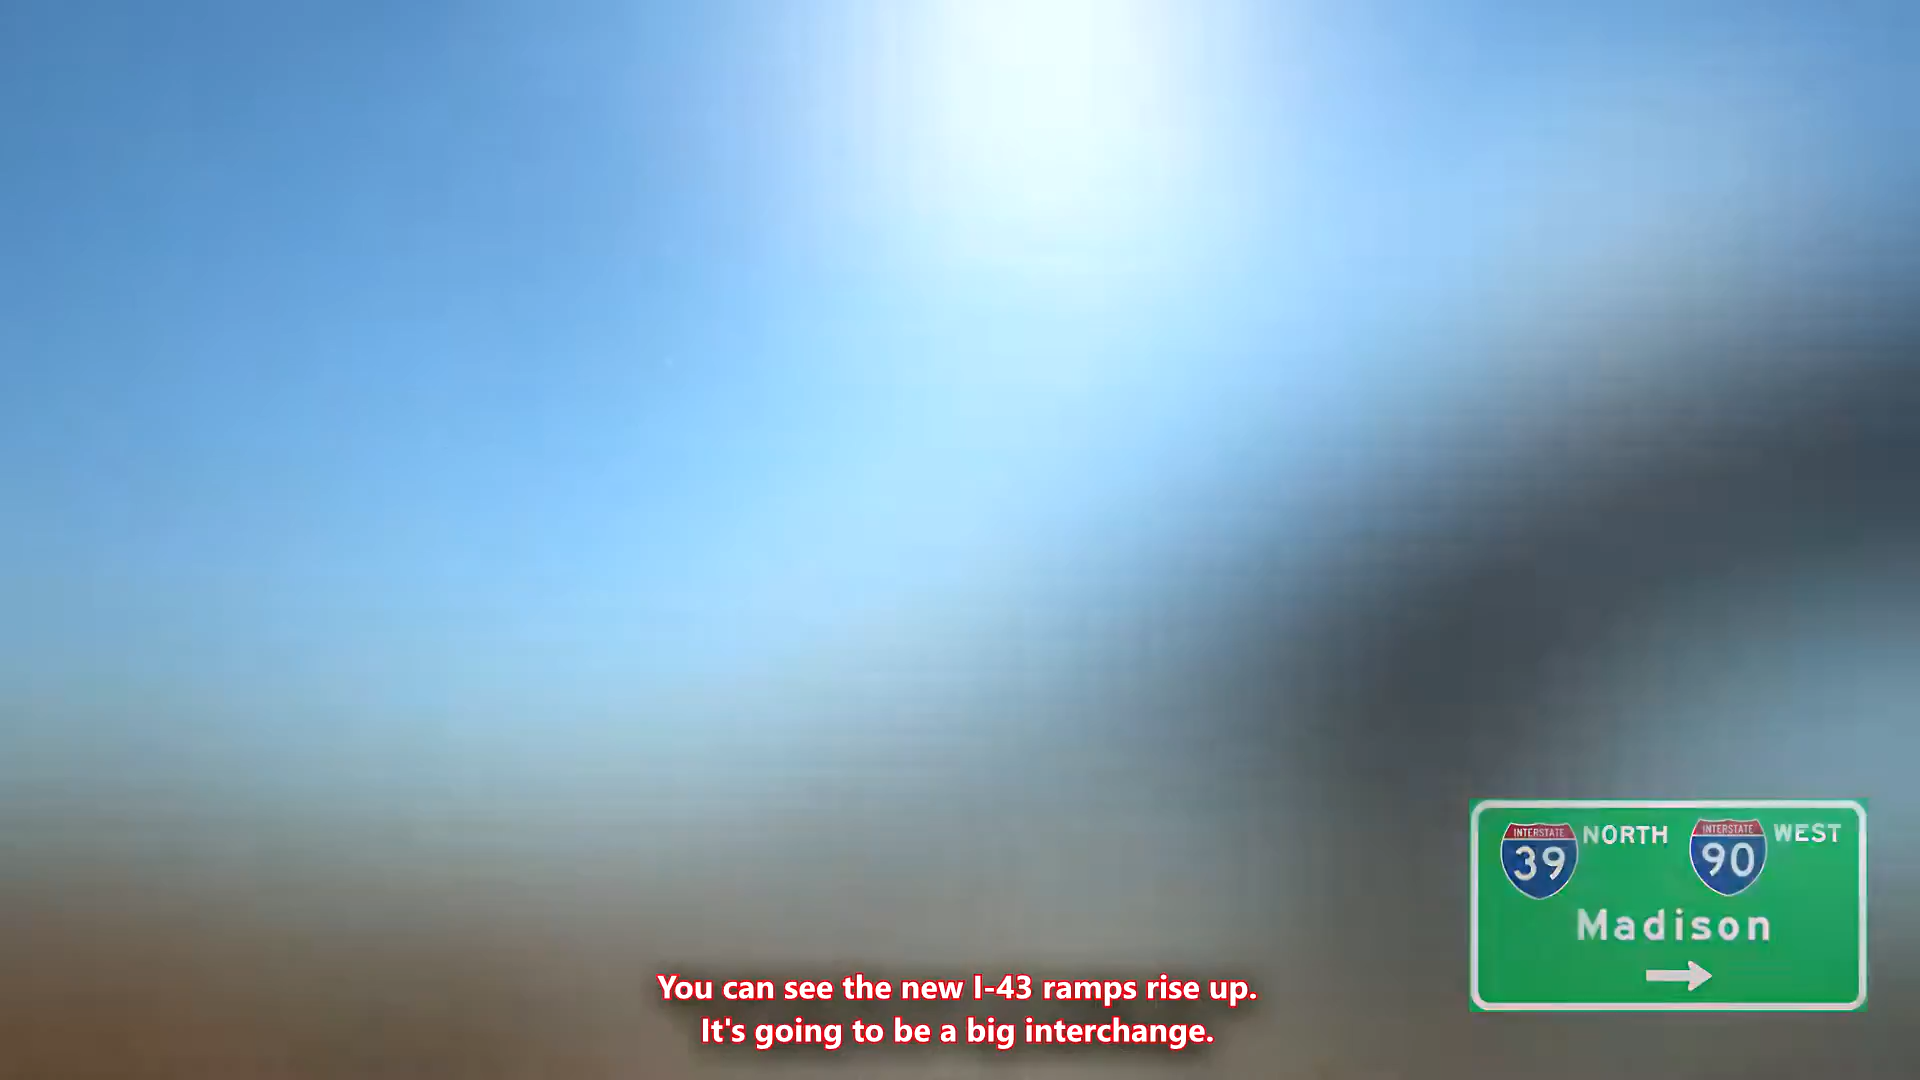 You can see the new I-43 ramps rise up.
It's going to be a big interchange.
INTERSTATE 39 NORTH INTERSTATE 90 WEST
Madison